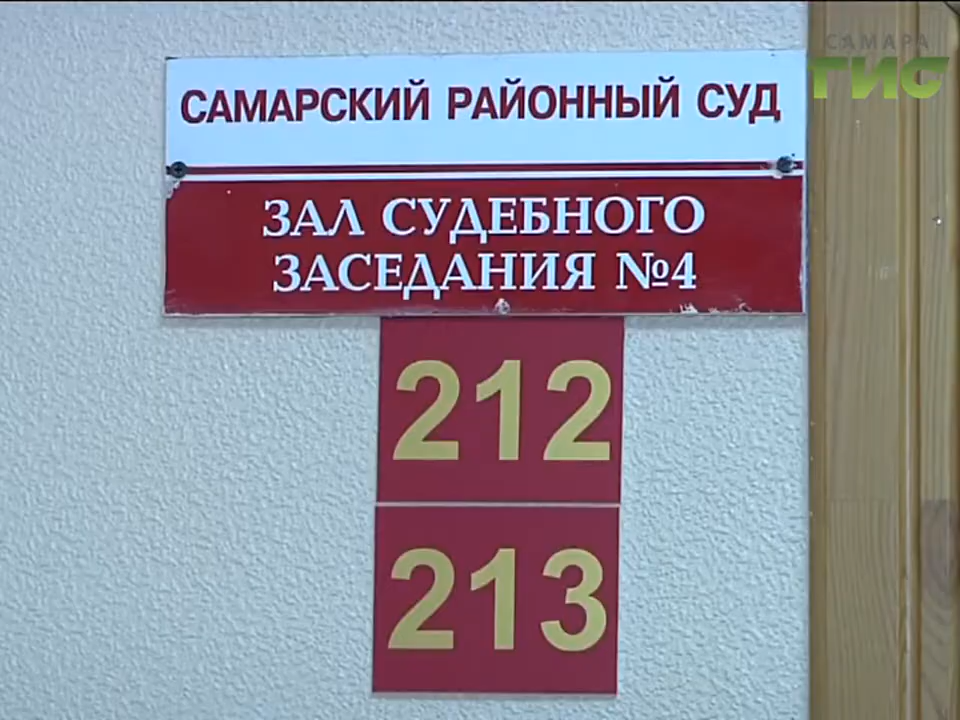 САМАРА
ГИС
САМАРСКИЙ РАЙОННЫЙ СУД
ЗАЛ СУДЕБНОГО
ЗАСЕДАНИЯ №4
212
213